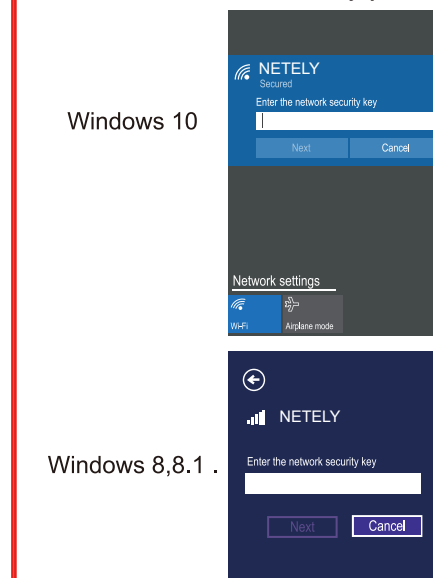 NETELY
Secured
Enter the network security key
Windows 10
Next Cancel
Network settings
Wi-Fi Airplane mode
NETELY
Windows 8,8.1 .
Enter the network security key
Next Cancel